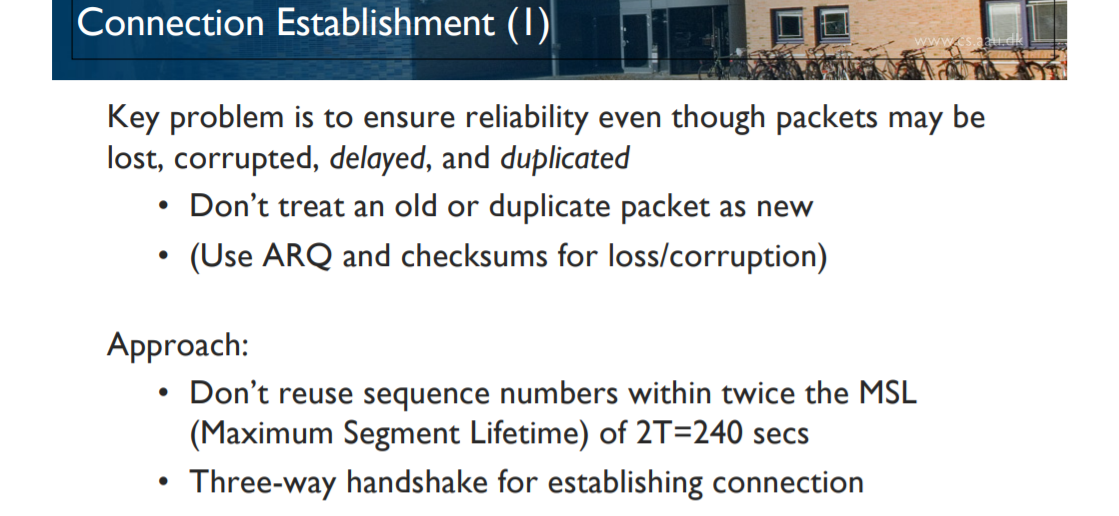 Connection Establishment (1)
www.cs.aau.dk
Key problem is to ensure reliability even though packets may be
lost, corrupted, delayed, and duplicated
• Don't treat an old or duplicate packet as new
• (Use ARQ and checksums for loss/corruption)
Approach:
• Don't reuse sequence numbers within twice the MSL
(Maximum Segment Lifetime) of 2T=240 secs
• Three-way handshake for establishing connection